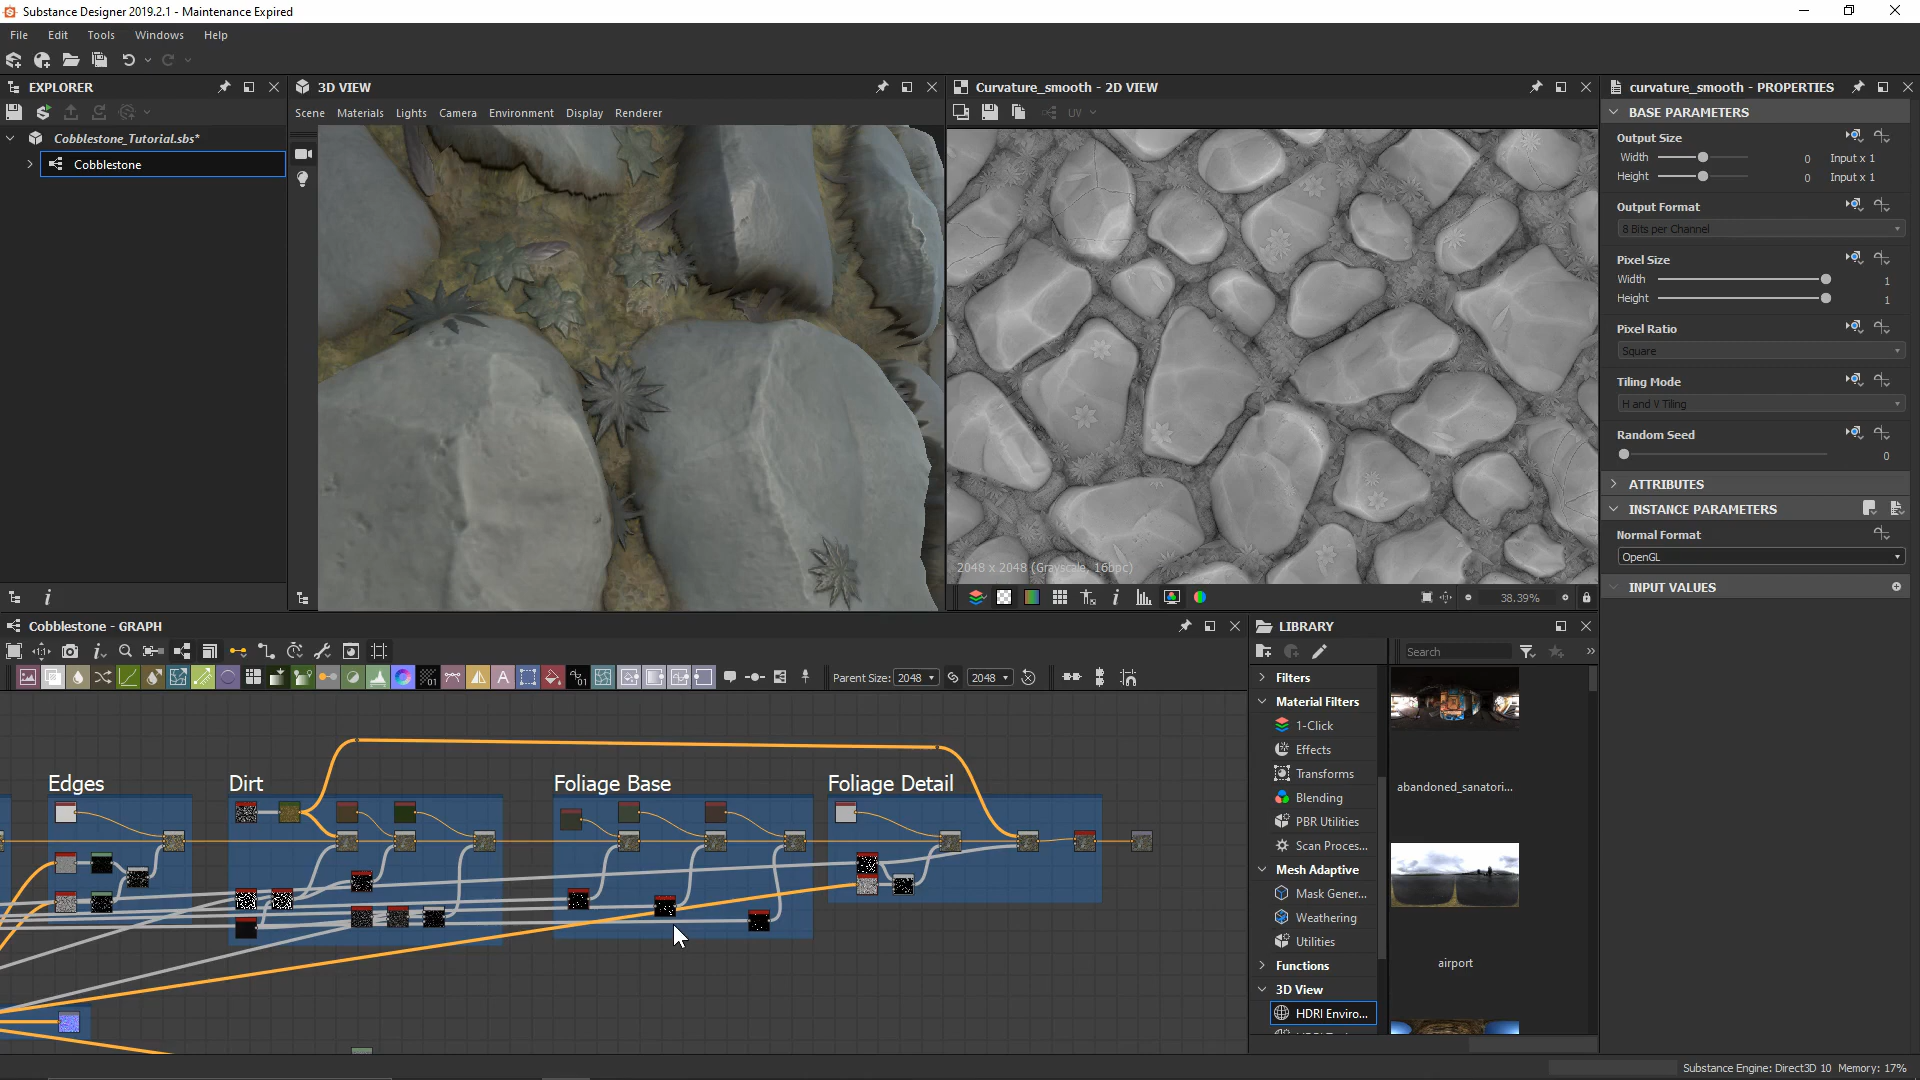 Substance Designer 2019.2.1 - Maintenance Expired
File Edit Tools Windows Help
EXPLORER
Cobblestone_Tutorial.sbs*
Cobblestone
3D VIEW
Scene Materials Lights Camera Environment Display Renderer
Curvature_smooth - 2D VIEW
UV
2048 x 2048 (Grayscale, 16bpc)
38.39%
curvature_smooth - PROPERTIES
BASE PARAMETERS
Output Size
Width 0 Input x 1
Height 0 Input x 1
Output Format
8 Bits per Channel
Pixel Size
Width 1
Height 1
Pixel Ratio
Square
Tiling Mode
H and V Tiling
Random Seed
0
ATTRIBUTES
INSTANCE PARAMETERS
Normal Format
OpenGL
INPUT VALUES
Cobblestone - GRAPH
Parent Size: 2048 2048
Edges
Dirt
Foliage Base
Foliage Detail
LIBRARY
Search
Filters
Material Filters
1-Click
Effects
Transforms
Blending
PBR Utilities
Scan Proces...
Mesh Adaptive
Mask Gener...
Weathering
Utilities
Functions
3D View
HDRI Enviro...
abandoned_sanatori...
airport
Substance Engine: Direct3D 10 Memory: 17%